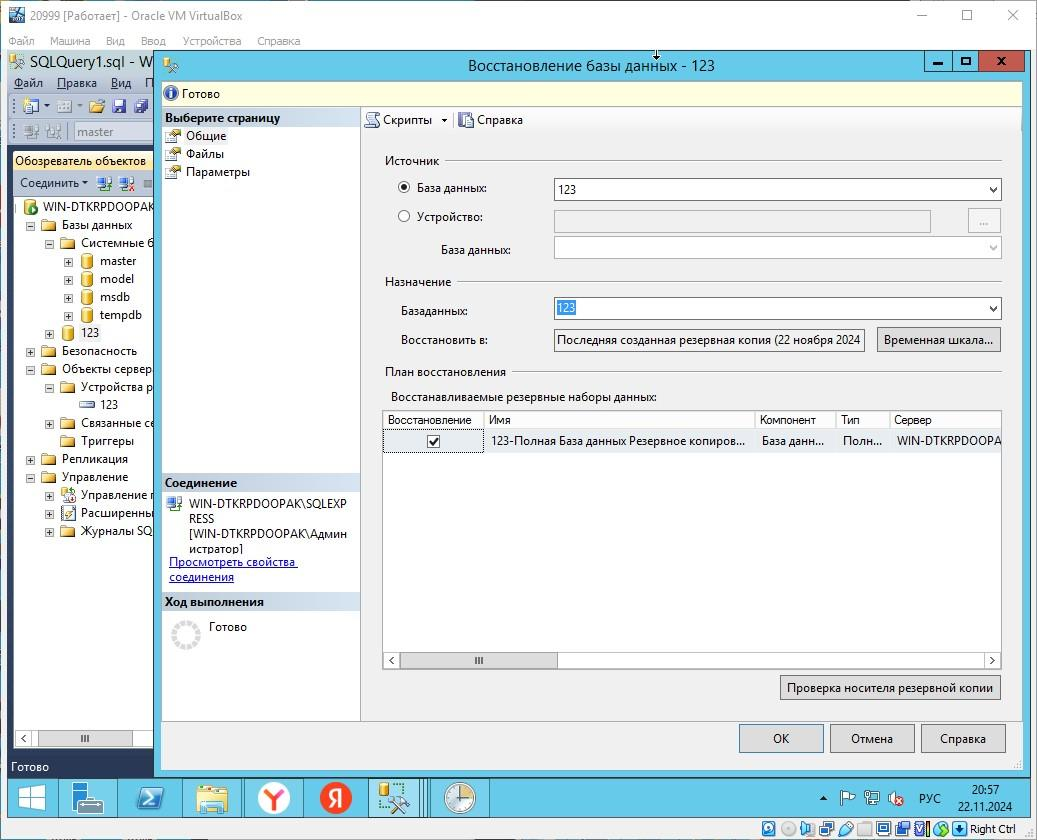 20999 [Работает] - Oracle VM VirtualBox
Файл Машина Вид Ввод Устройства Справка
SQLQuery1.sql - W
Восстановление базы данных - 123
Файл Правка Вид П
Готово
master
Выберите страницу
Общие
Файлы
Параметры
Скрипты
Справка
Обозреватель объектов
Соединить
WIN-DTKRPDOOPAK
Базы данных
Системные б
master
model
msdb
tempdb
123
Безопасность
Объекты сервер
Устройства р
123
Связанные се
Триггеры
Репликация
Управление
Управление п
Расширенны
Журналы SQ
Источник
База данных:
123
Устройство:
...
База данных:
Назначение
Базаданных:
123
Восстановить в:
Последняя созданная резервная копия (22 ноября 2024
Временная шкала...
План восстановления
Восстанавливаемые резервные наборы данных:
Восстановление Имя Компонент Тип Сервер
123-Полная База данных Резервное копиров... База данн... Полн... WIN-DTKRPDOOPA
Соединение
WIN-DTKRPDOOPAK\SQLEXP
RESS
[WIN-DTKRPDOOPAK\Админ
истратор]
Просмотреть свойства
соединения
Ход выполнения
Готово
Проверка носителя резервной копии
ОК
Отмена
Справка
Готово
Я
РУС
20:57
22.11.2024
Right Ctrl